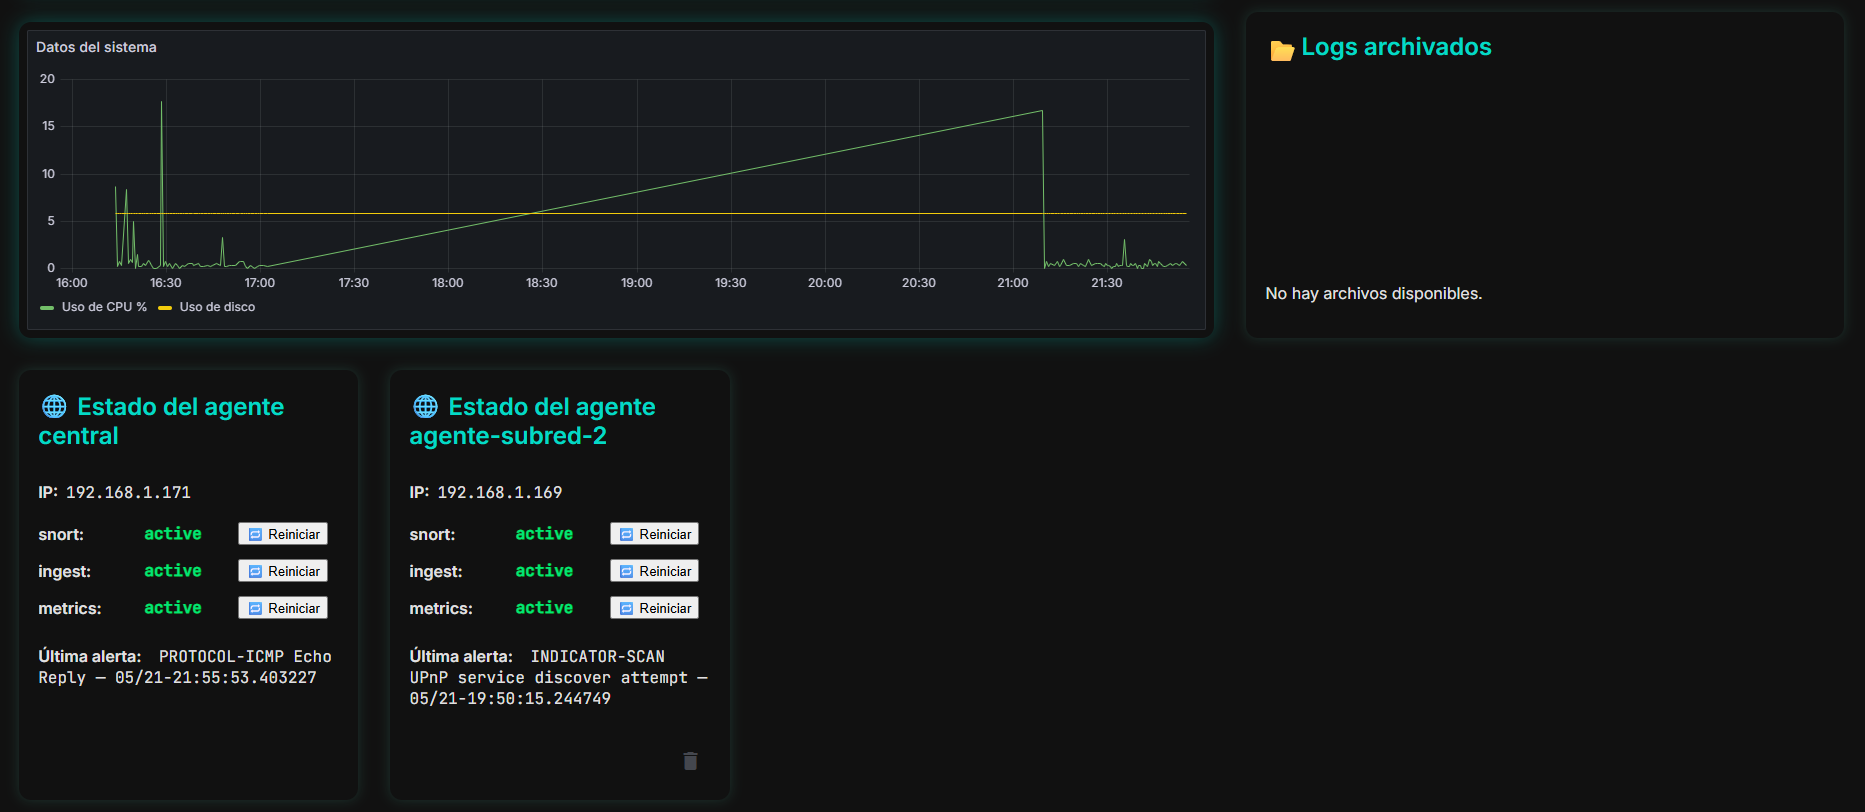 Datos del sistema
20
15
10
5
0
16:00 16:30 17:00 17:30 18:00 18:30 19:00 19:30 20:00 20:30 21:00 21:30
Uso de CPU % Uso de disco
Logs archivados
No hay archivos disponibles.
Estado del agente
central
IP: 192.168.1.171
snort: active Reiniciar
ingest: active Reiniciar
metrics: active Reiniciar
Última alerta: PROTOCOL-ICMP Echo
Reply — 05/21-21:55:53.403227
Estado del agente
agente-subred-2
IP: 192.168.1.169
snort: active Reiniciar
ingest: active Reiniciar
metrics: active Reiniciar
Última alerta: INDICATOR-SCAN
UPnP service discover attempt —
05/21-19:50:15.244749